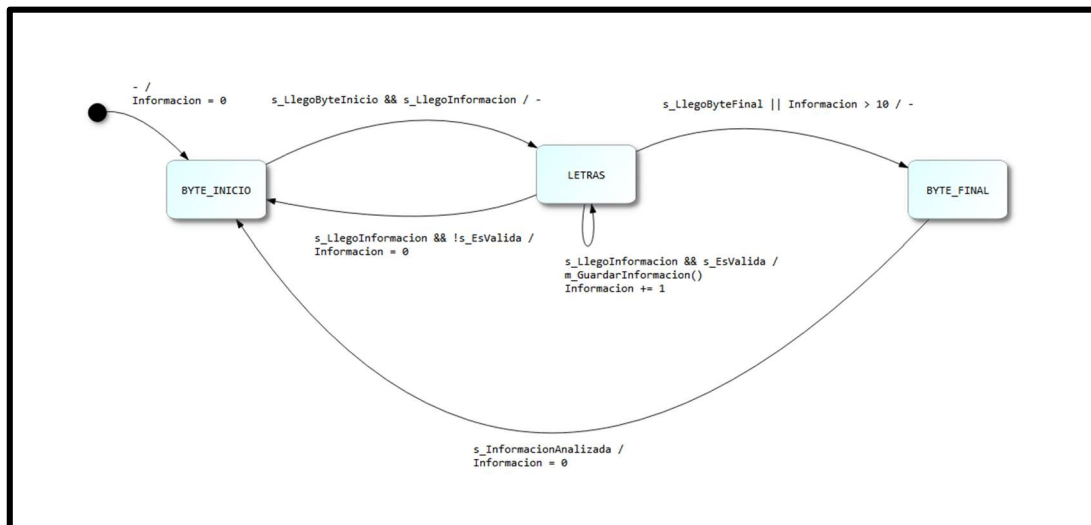 - /
Informacion = 0
s_LlegoByteInicio && s_LlegoInformacion / -
s_LlegoByteFinal || Informacion > 10 / -
BYTE_INICIO
LETRAS
BYTE_FINAL
s_LlegoInformacion && !s_EsValida /
Informacion = 0
s_LlegoInformacion && s_EsValida /
m_GuardarInformacion()
Informacion += 1
s_InformacionAnalizada /
Informacion = 0